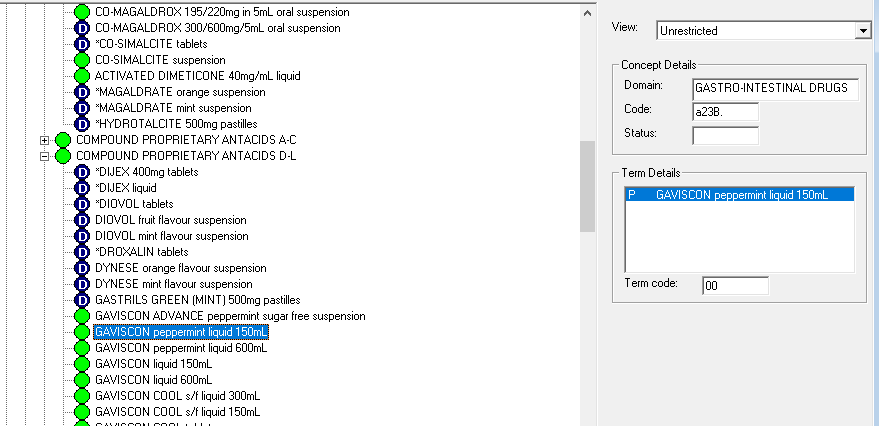 CO-MAGALDROX 195/220mg in 5mL oral suspension
D CO-MAGALDROX 300/600mg/5mL oral suspension
D *CO-SIMALCITE tablets
CO-SIMALCITE suspension
ACTIVATED DIMETICONE 40mg/mL liquid
D *MAGALDRATE orange suspension
D *MAGALDRATE mint suspension
D *HYDROTALCITE 500mg pastilles
COMPOUND PROPRIETARY ANTACIDS A-C
COMPOUND PROPRIETARY ANTACIDS D-L
D *DIJEX 400mg tablets
D *DIJEX liquid
D *DIOVOL tablets
D DIOVOL fruit flavour suspension
D DIOVOL mint flavour suspension
D *DROXALIN tablets
D DYNESE orange flavour suspension
D DYNESE mint flavour suspension
D GASTRILS GREEN (MINT) 500mg pastilles
GAVISCON ADVANCE peppermint sugar free suspension
GAVISCON peppermint liquid 150mL
GAVISCON peppermint liquid 600mL
GAVISCON liquid 150mL
GAVISCON liquid 600mL
GAVISCON COOL s/f liquid 300mL
GAVISCON COOL s/f liquid 150mL
View: Unrestricted
Concept Details
Domain: GASTRO-INTESTINAL DRUGS
Code: a23B.
Status:
Term Details
P GAVISCON peppermint liquid 150mL
Term code: 00